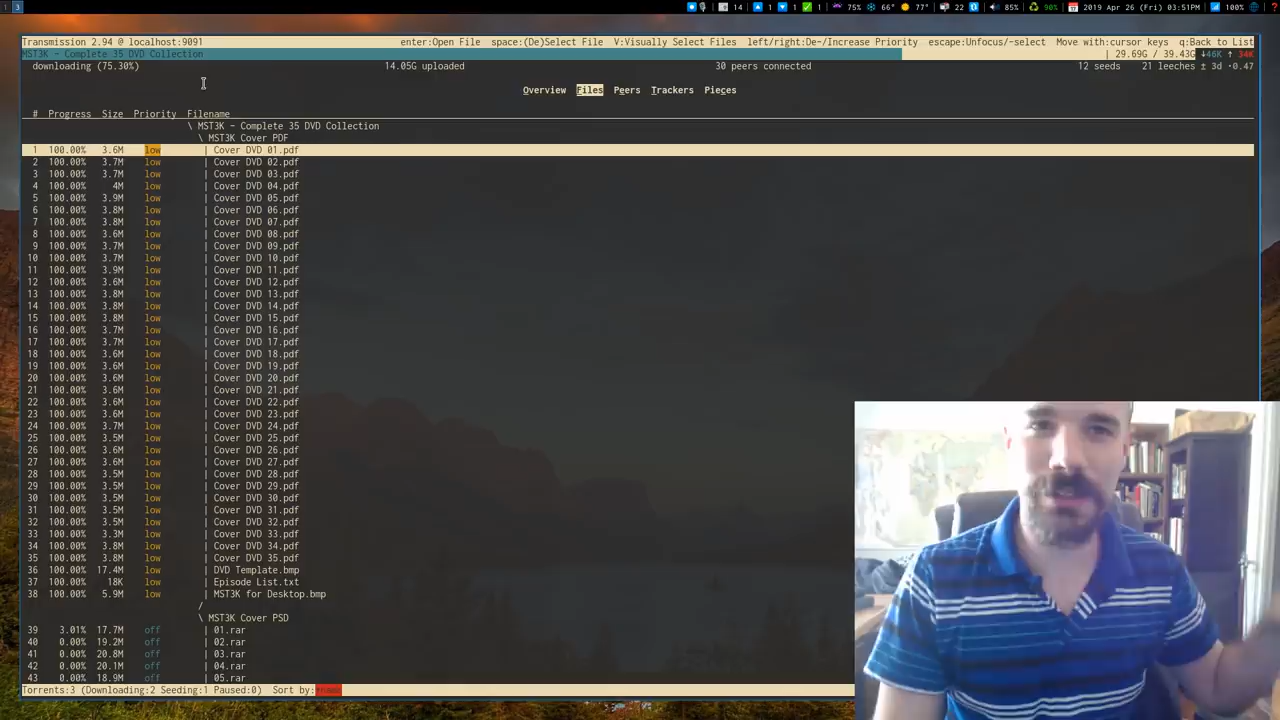 1 3 14 1 1 1 75% 66° 77° 22 85% 90% 2019 Apr 26 (Fri) 03:51PM 100%
Transmission 2.94 @ localhost:9091 enter:Open File space:(De)Select File V:Visually Select Files left/right:De-/Increase Priority escape:Unfocus/-select Move with:cursor keys q:Back to List
MST3K - Complete 35 DVD Collection | 29.69G / 39.43G ↓46K ↑ 34K
downloading (75.30%) 14.05G uploaded 30 peers connected 12 seeds 21 leeches ± 3d ·0.47
Overview Files Peers Trackers Pieces
# Progress Size Priority Filename
\ MST3K - Complete 35 DVD Collection
\ MST3K Cover PDF
1 100.00% 3.6M low | Cover DVD 01.pdf
2 100.00% 3.7M low | Cover DVD 02.pdf
3 100.00% 3.7M low | Cover DVD 03.pdf
4 100.00% 4M low | Cover DVD 04.pdf
5 100.00% 3.9M low | Cover DVD 05.pdf
6 100.00% 3.8M low | Cover DVD 06.pdf
7 100.00% 3.8M low | Cover DVD 07.pdf
8 100.00% 3.6M low | Cover DVD 08.pdf
9 100.00% 3.7M low | Cover DVD 09.pdf
10 100.00% 3.7M low | Cover DVD 10.pdf
11 100.00% 3.9M low | Cover DVD 11.pdf
12 100.00% 3.6M low | Cover DVD 12.pdf
13 100.00% 3.8M low | Cover DVD 13.pdf
14 100.00% 3.8M low | Cover DVD 14.pdf
15 100.00% 3.8M low | Cover DVD 15.pdf
16 100.00% 3.7M low | Cover DVD 16.pdf
17 100.00% 3.7M low | Cover DVD 17.pdf
18 100.00% 3.6M low | Cover DVD 18.pdf
19 100.00% 3.6M low | Cover DVD 19.pdf
20 100.00% 3.6M low | Cover DVD 20.pdf
21 100.00% 3.6M low | Cover DVD 21.pdf
22 100.00% 3.6M low | Cover DVD 22.pdf
23 100.00% 3.6M low | Cover DVD 23.pdf
24 100.00% 3.7M low | Cover DVD 24.pdf
25 100.00% 3.5M low | Cover DVD 25.pdf
26 100.00% 3.6M low | Cover DVD 26.pdf
27 100.00% 3.6M low | Cover DVD 27.pdf
28 100.00% 3.5M low | Cover DVD 28.pdf
29 100.00% 3.5M low | Cover DVD 29.pdf
30 100.00% 3.5M low | Cover DVD 30.pdf
31 100.00% 3.5M low | Cover DVD 31.pdf
32 100.00% 3.5M low | Cover DVD 32.pdf
33 100.00% 3.3M low | Cover DVD 33.pdf
34 100.00% 3.8M low | Cover DVD 34.pdf
35 100.00% 3.8M low | Cover DVD 35.pdf
36 100.00% 17.4M low | DVD Template.bmp
37 100.00% 18K low | Episode List.txt
38 100.00% 5.9M low | MST3K for Desktop.bmp
/
\ MST3K Cover PSD
39 3.01% 17.7M off | 01.rar
40 0.00% 19.2M off | 02.rar
41 0.00% 20.8M off | 03.rar
42 0.00% 20.1M off | 04.rar
43 0.00% 18.9M off | 05.rar
Torrents:3 (Downloading:2 Seeding:1 Paused:0) Sort by: